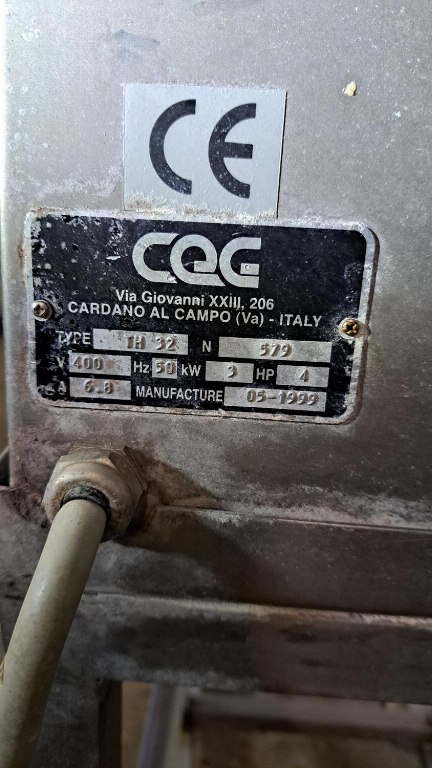 CE
CQG
Via Giovanni XXIII, 206
CARDANO AL CAMPO (Va) - ITALY
TYPE TH 32 N 579
V 400 Hz 50 kW 3 HP 4
A 6.8 MANUFACTURE 05-1999